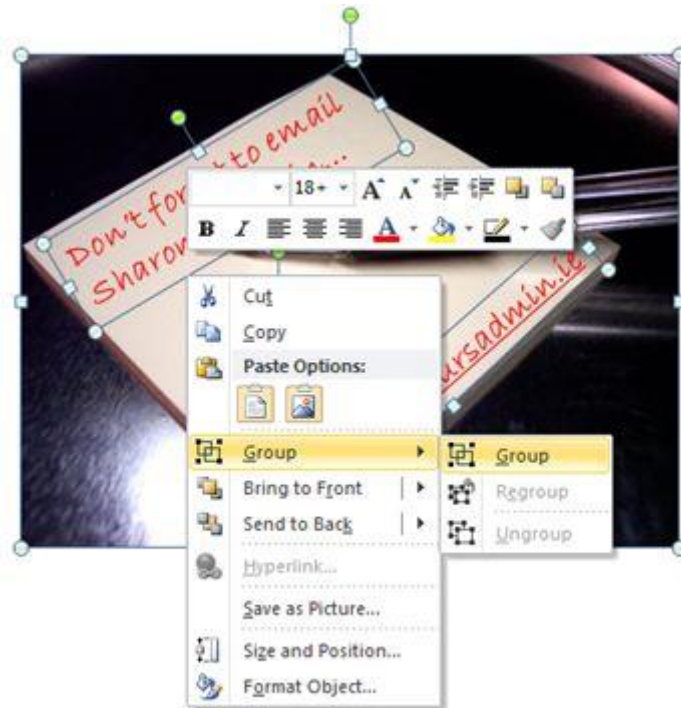 Don't for to email
Sharon
18+
A A
B I A
ursadmin.ie
Cut
Copy
Paste Options:
Group
Bring to Front
Send to Back
Hyperlink...
Save as Picture...
Size and Position...
Format Object...
Group
Regroup
Ungroup